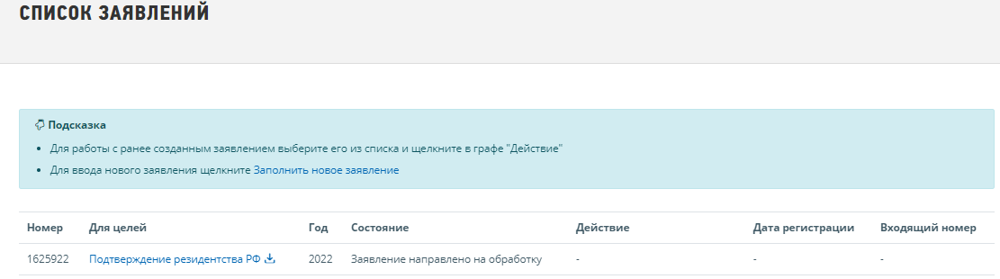 СПИСОК ЗАЯВЛЕНИЙ
Подсказка
Для работы с ранее созданным заявлением выберите его из списка и щелкните в графе "Действие"
Для ввода нового заявления щелкните Заполнить новое заявление
Номер Для целей Год Состояние Действие Дата регистрации Входящий номер
1625922 Подтверждение резидентства РФ 2022 Заявление направлено на обработку - - -